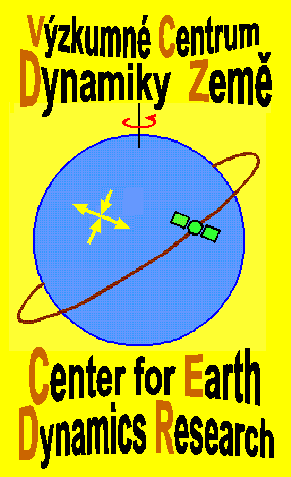 Výzkumné Centrum
Dynamiky Země
Center for Earth
Dynamics Research